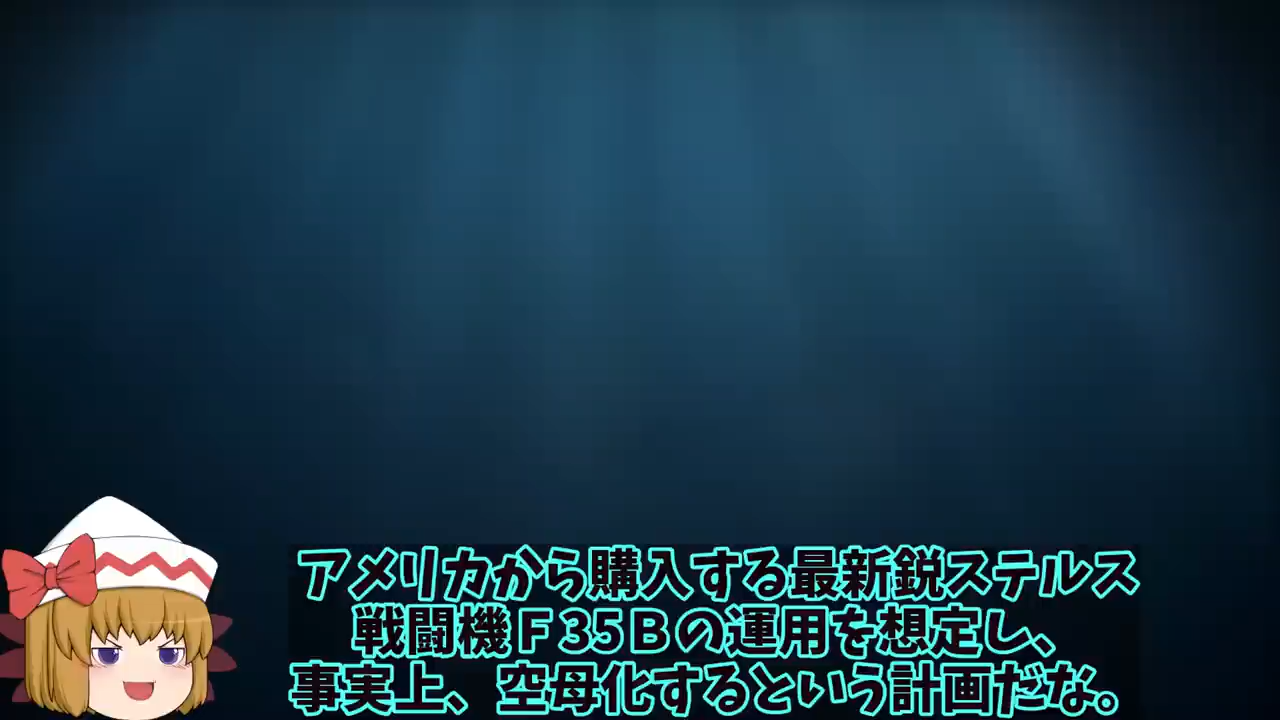 アメリカから購入する最新鋭ステルス
戦闘機Ｆ35Ｂの運用を想定し、
事実上、空母化するという計画だな。